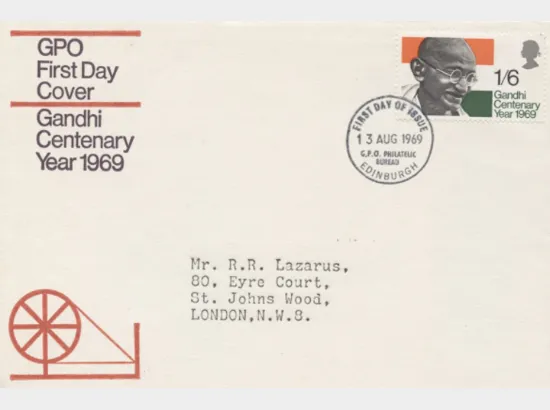 GPO
First Day
Cover
Gandhi
Centenary
Year 1969
1/6
Gandhi
Centenary
Year 1969
FIRST DAY OF ISSUE
13 AUG 1969
G.P.O. PHILATELIC
BUREAU
EDINBURGH
Mr. R.R. Lazarus,
80, Eyre Court,
St. Johns Wood,
LONDON,N.W.8.